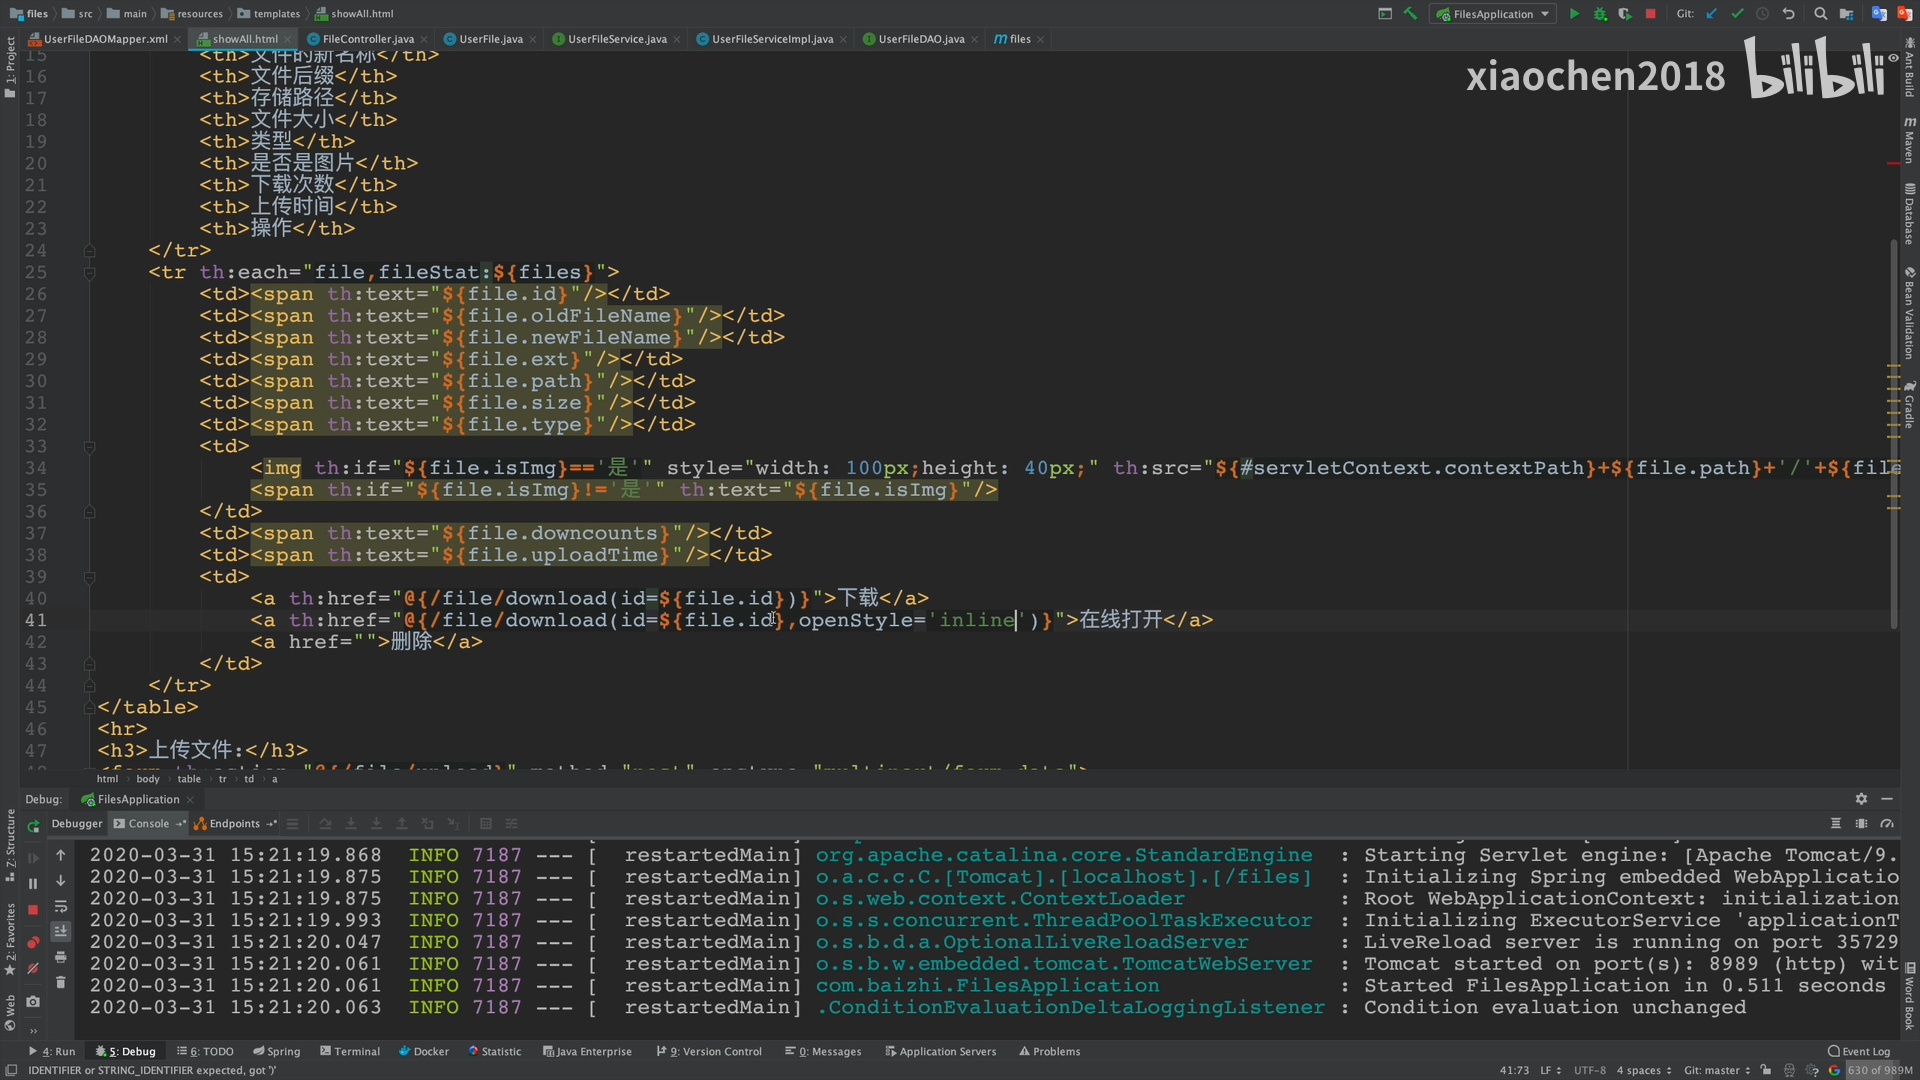 files src main resources templates showAll.html
FilesApplication Git:
UserFileDAOMapper.xml showAll.html FileController.java UserFile.java UserFileService.java UserFileServiceImpl.java UserFileDAO.java files
xiaochen2018 bilibili
15 <th>文件的新名称</th>
16 <th>文件后缀</th>
17 <th>存储路径</th>
18 <th>文件大小</th>
19 <th>类型</th>
20 <th>是否是图片</th>
21 <th>下载次数</th>
22 <th>上传时间</th>
23 <th>操作</th>
24 </tr>
25 <tr th:each="file,fileStat:${files}">
26 <td><span th:text="${file.id}"/></td>
27 <td><span th:text="${file.oldFileName}"/></td>
28 <td><span th:text="${file.newFileName}"/></td>
29 <td><span th:text="${file.ext}"/></td>
30 <td><span th:text="${file.path}"/></td>
31 <td><span th:text="${file.size}"/></td>
32 <td><span th:text="${file.type}"/></td>
33 <td>
34 <img th:if="${file.isImg}=='是'" style="width: 100px;height: 40px;" th:src="${#servletContext.contextPath}+${file.path}+'/'+${file
35 <span th:if="${file.isImg}!='是'" th:text="${file.isImg}"/>
36 </td>
37 <td><span th:text="${file.downcounts}"/></td>
38 <td><span th:text="${file.uploadTime}"/></td>
39 <td>
40 <a th:href="@{/file/download(id=${file.id})}">下载</a>
41 <a th:href="@{/file/download(id=${file.id},openStyle='inline')}">在线打开</a>
42 <a href="">删除</a>
43 </td>
44 </tr>
45 </table>
46 <hr>
47 <h3>上传文件:</h3>
html body table tr td a
Debug: FilesApplication
Debugger Console Endpoints
2020-03-31 15:21:19.868 INFO 7187 --- [ restartedMain] org.apache.catalina.core.StandardEngine : Starting Servlet engine: [Apache Tomcat/9.
2020-03-31 15:21:19.875 INFO 7187 --- [ restartedMain] o.a.c.c.C.[Tomcat].[localhost].[/files] : Initializing Spring embedded WebApplicatio
2020-03-31 15:21:19.875 INFO 7187 --- [ restartedMain] o.s.web.context.ContextLoader : Root WebApplicationContext: initialization
2020-03-31 15:21:19.993 INFO 7187 --- [ restartedMain] o.s.s.concurrent.ThreadPoolTaskExecutor : Initializing ExecutorService 'applicationT
2020-03-31 15:21:20.047 INFO 7187 --- [ restartedMain] o.s.b.d.a.OptionalLiveReloadServer : LiveReload server is running on port 35729
2020-03-31 15:21:20.061 INFO 7187 --- [ restartedMain] o.s.b.w.embedded.tomcat.TomcatWebServer : Tomcat started on port(s): 8989 (http) wit
2020-03-31 15:21:20.061 INFO 7187 --- [ restartedMain] com.baizhi.FilesApplication : Started FilesApplication in 0.511 seconds
2020-03-31 15:21:20.063 INFO 7187 --- [ restartedMain] .ConditionEvaluationDeltaLoggingListener : Condition evaluation unchanged
4: Run 5: Debug 6: TODO Spring Terminal Docker Statistic Java Enterprise 9: Version Control 0: Messages Application Servers Problems Event Log
IDENTIFIER or STRING_IDENTIFIER expected, got ')' 41:73 LF UTF-8 4 spaces Git: master 630 of 989M
1: Project
Z: Structure
2: Favorites
Web
Ant Build
Maven
Database
Bean Validation
Gradle
Word Book